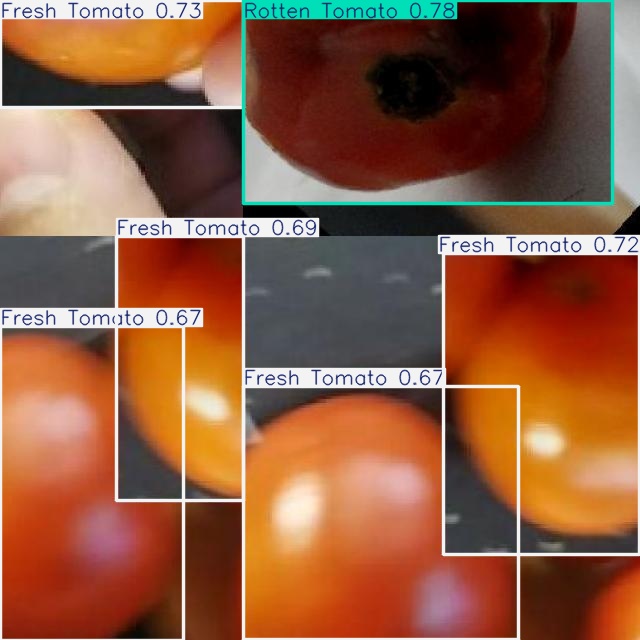 Fresh Tomato 0.73
Rotten Tomato 0.78
Fresh Tomato 0.69
Fresh Tomato 0.72
Fresh Tomato 0.67
Fresh Tomato 0.67